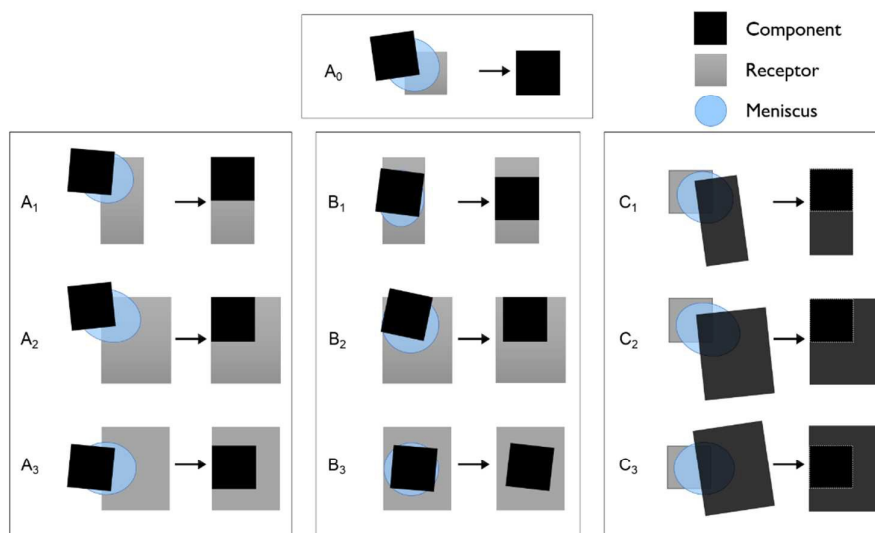 A0
Component
Receptor
Meniscus
A1
B1
C1
A2
B2
C2
A3
B3
C3